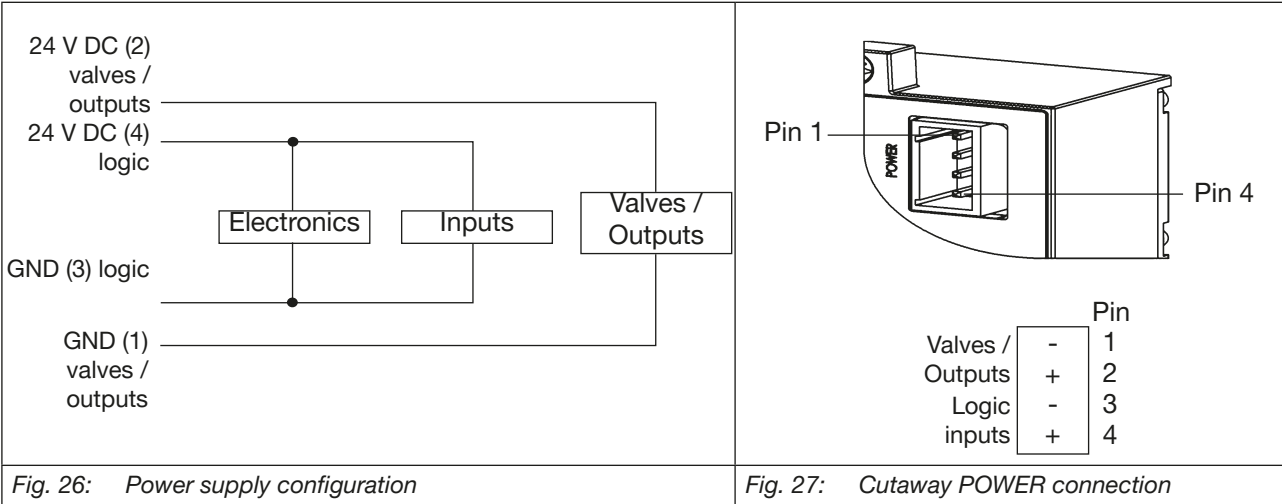 24 V DC (2)
valves /
outputs
24 V DC (4)
logic
Electronics
Inputs
Valves /
Outputs
GND (3) logic
GND (1)
valves /
outputs
Fig. 26: Power supply configuration
Pin 1
POWER
Pin 4
Pin
Valves / - 1
Outputs + 2
Logic - 3
inputs + 4
Fig. 27: Cutaway POWER connection